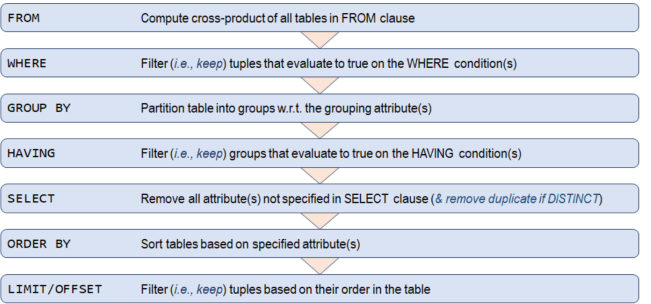 FROM Compute cross-product of all tables in FROM clause
WHERE Filter (i.e., keep) tuples that evaluate to true on the WHERE condition(s)
GROUP BY Partition table into groups w.r.t. the grouping attribute(s)
HAVING Filter (i.e., keep) groups that evaluate to true on the HAVING condition(s)
SELECT Remove all attribute(s) not specified in SELECT clause (& remove duplicate if DISTINCT)
ORDER BY Sort tables based on specified attribute(s)
LIMIT/OFFSET Filter (i.e., keep) tuples based on their order in the table